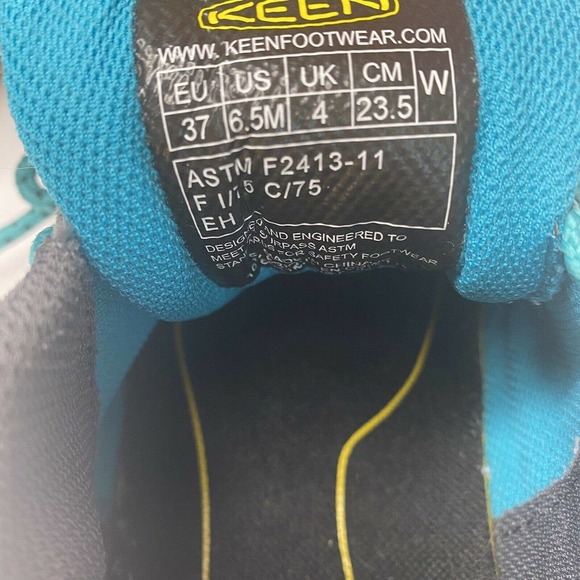 KEEN
WWW.KEENFOOTWEAR.COM
EU US UK CM W
37 6.5M 4 23.5
ASTM F2413-11
F I/75 C/75
EH
AND ENGINEERED TO
SURPASS ASTM
FOR SAFETY FOOTWEAR